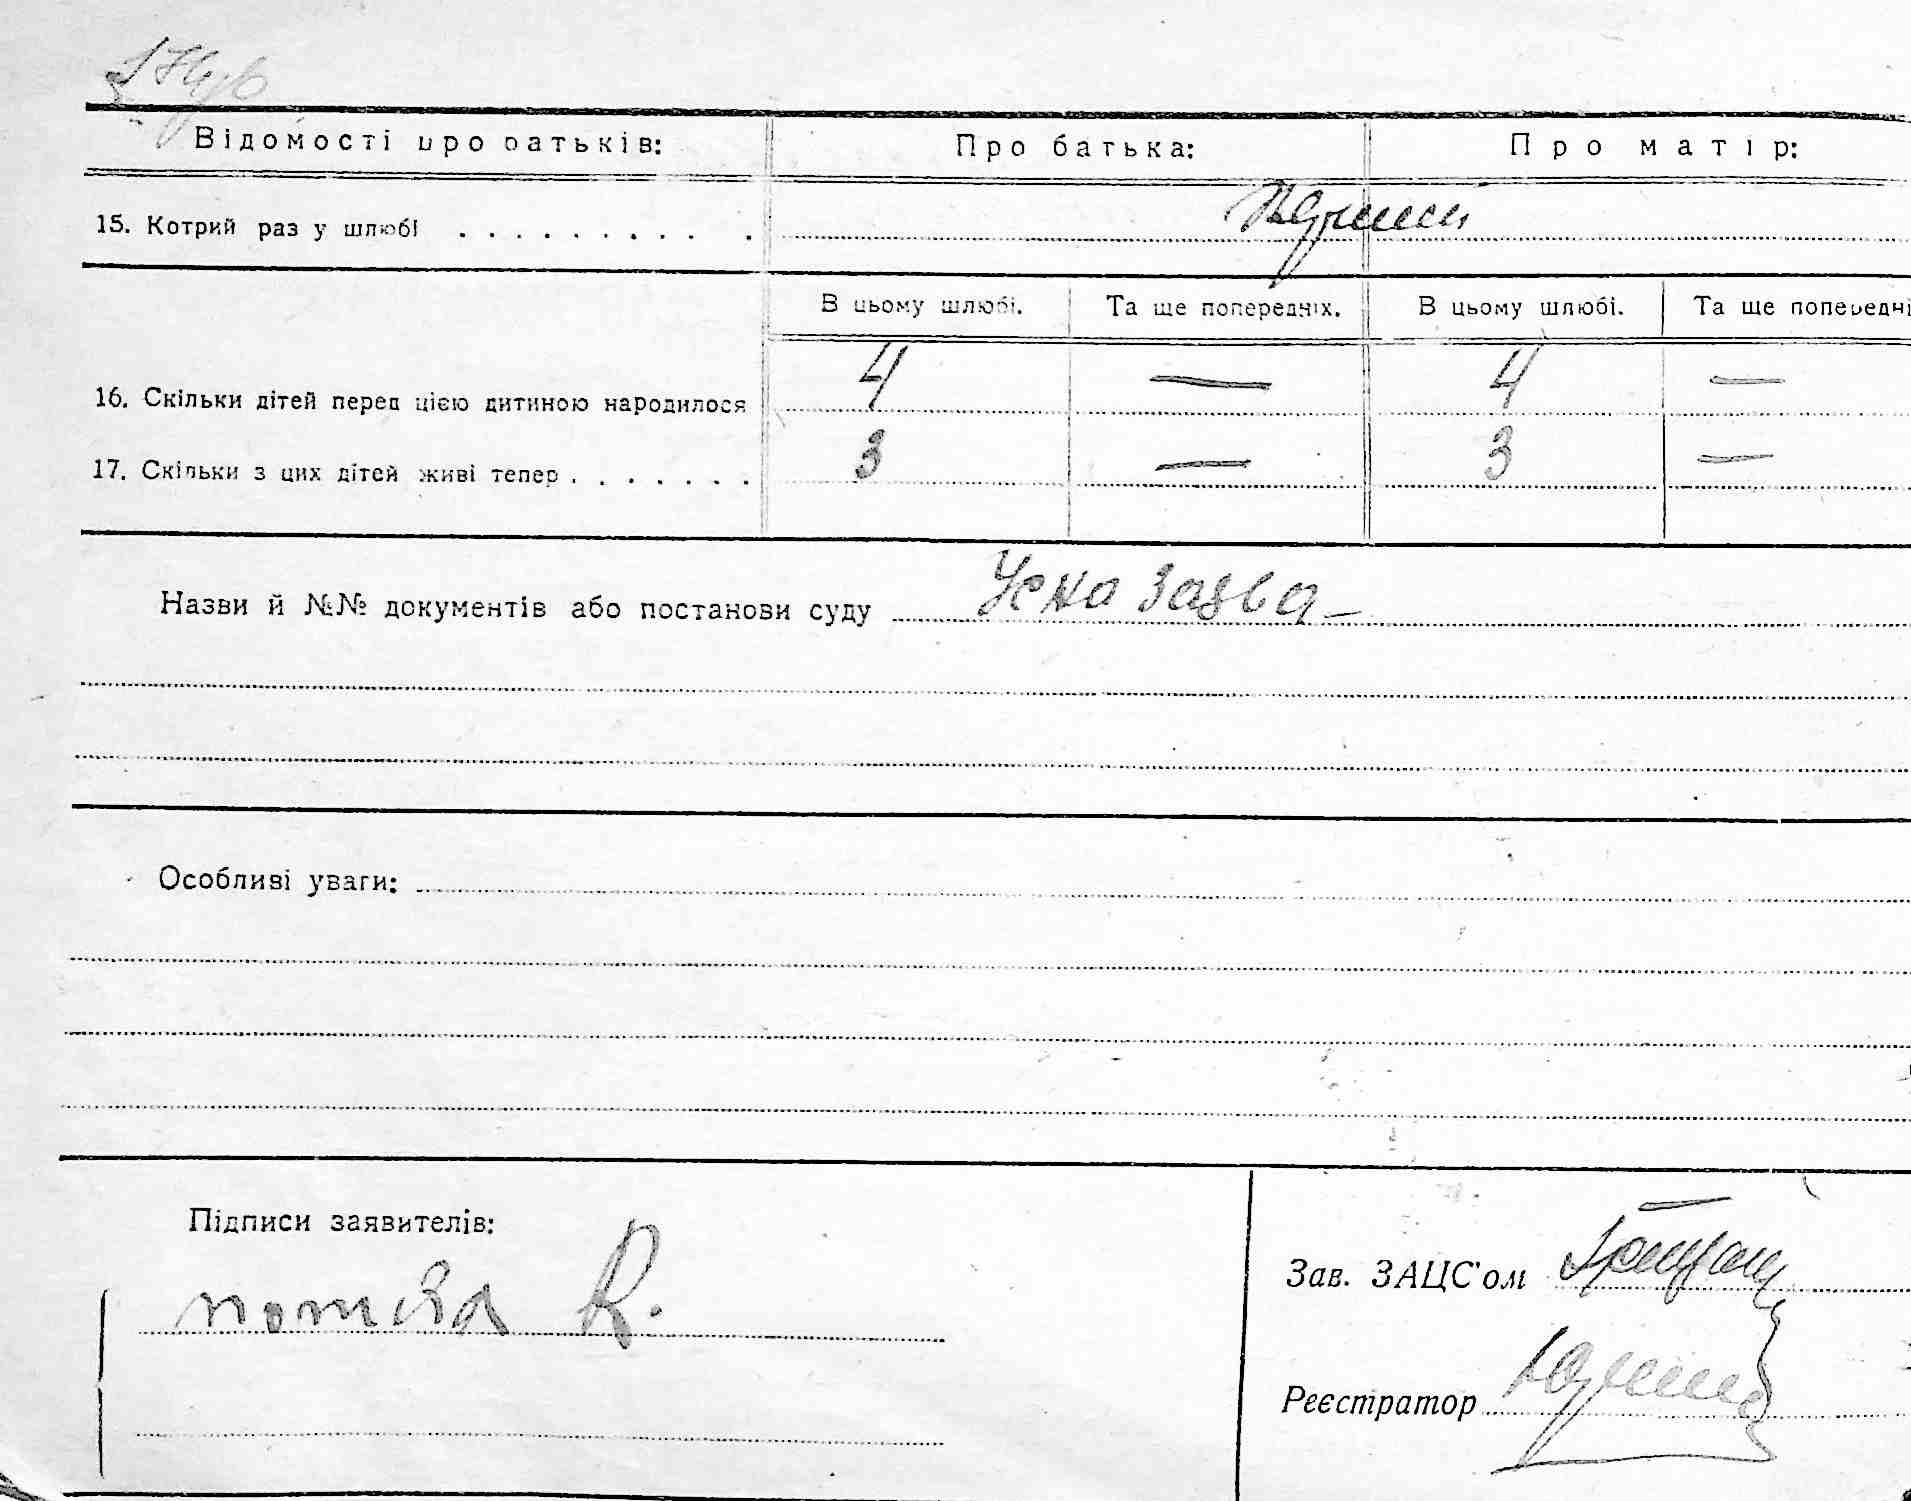 Відомості про батьків: Про батька: Про матір:
15. Котрий раз у шлюбі . . . . . . . . . . Перший
В цьому шлюбі. Та ще попередніх. В цьому шлюбі. Та ще попередні
16. Скільки дітей перед цією дитиною народилося 4 — 4 —
17. Скільки з цих дітей живі тепер . . . . . . . 3 — 3 —
Назви й №№ документів або постанови суду Усна заява —
Особливі уваги:
Підписи заявителів:
Зав. ЗАЦС'ом
Реєстратор